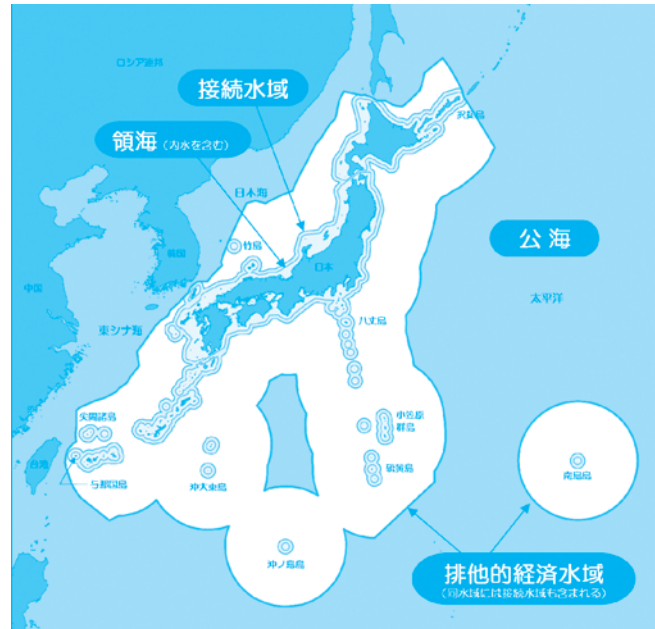 ロシア連邦
接続水域
択捉島
領海（内水を含む）
日本海
竹島
公海
韓国
日本
中国
太平洋
東シナ海
八丈島
尖閣諸島
小笠原
群島
台湾
硫黄島
与那国島
沖大東島
南鳥島
沖ノ鳥島
排他的経済水域
（同水域には接続水域も含まれる）